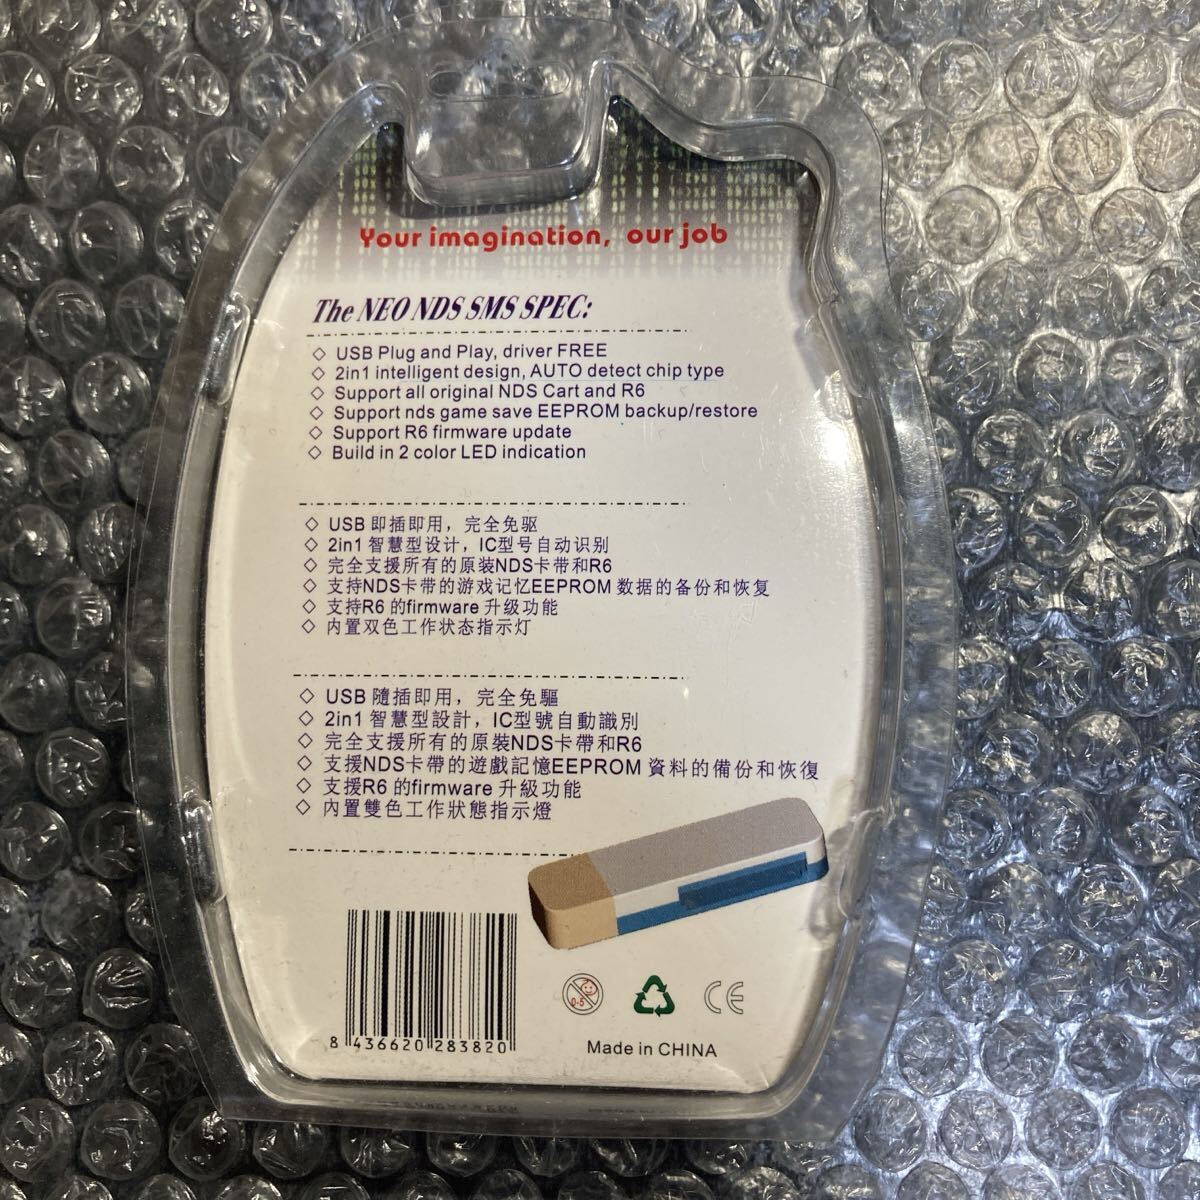 Your imagination, our job
The NEO NDS SMS SPEC:
◇ USB Plug and Play, driver FREE
◇ 2in1 intelligent design, AUTO detect chip type
◇ Support all original NDS Cart and R6
◇ Support nds game save EEPROM backup/restore
◇ Support R6 firmware update
◇ Build in 2 color LED indication
◇ USB 即插即用，完全免驱
◇ 2in1 智慧型设计，IC型号自动识别
◇ 完全支援所有的原装NDS卡带和R6
◇ 支持NDS卡带的游戏记忆EEPROM 数据的备份和恢复
◇ 支持R6 的firmware 升级功能
◇ 内置双色工作状态指示灯
◇ USB 隨插即用，完全免驅
◇ 2in1 智慧型設計，IC型號自動識別
◇ 完全支援所有的原裝NDS卡帶和R6
◇ 支援NDS卡帶的遊戲記憶EEPROM 資料的備份和恢復
◇ 支援R6 的firmware 升級功能
◇ 內置雙色工作狀態指示燈
0-5
CE
8 436620 283820
Made in CHINA